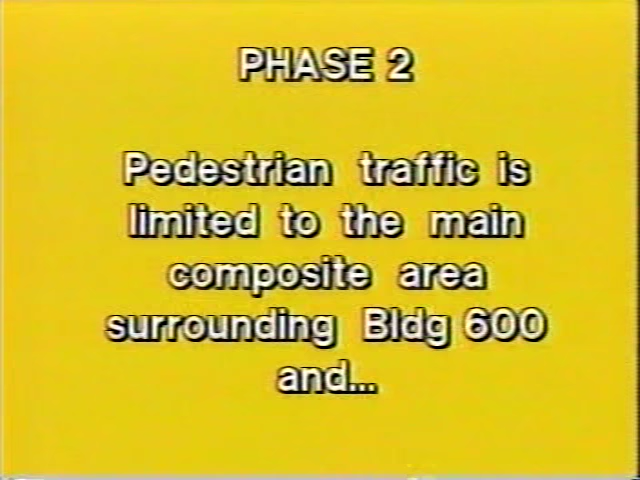 PHASE 2
Pedestrian traffic is
limited to the main
composite area
surrounding Bldg 600
and...